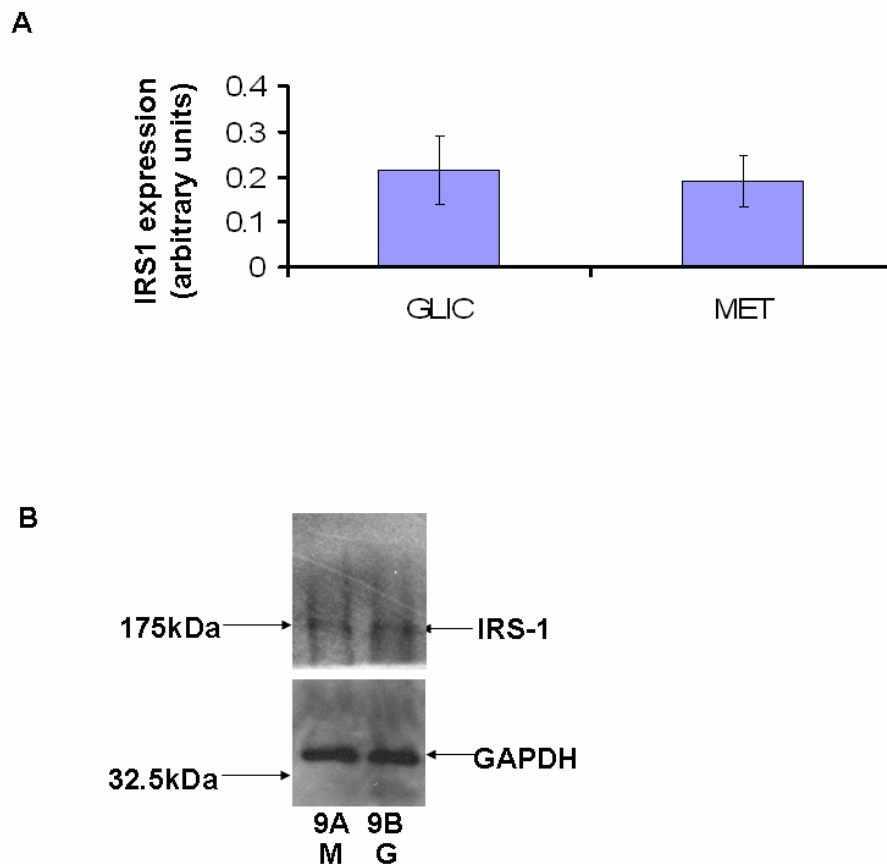 A
IRS1 expression
(arbitrary units)
0.4
0.3
0.2
0.1
0
GLIC
MET
B
175kDa
IRS-1
GAPDH
32.5kDa
9A 9B
M G